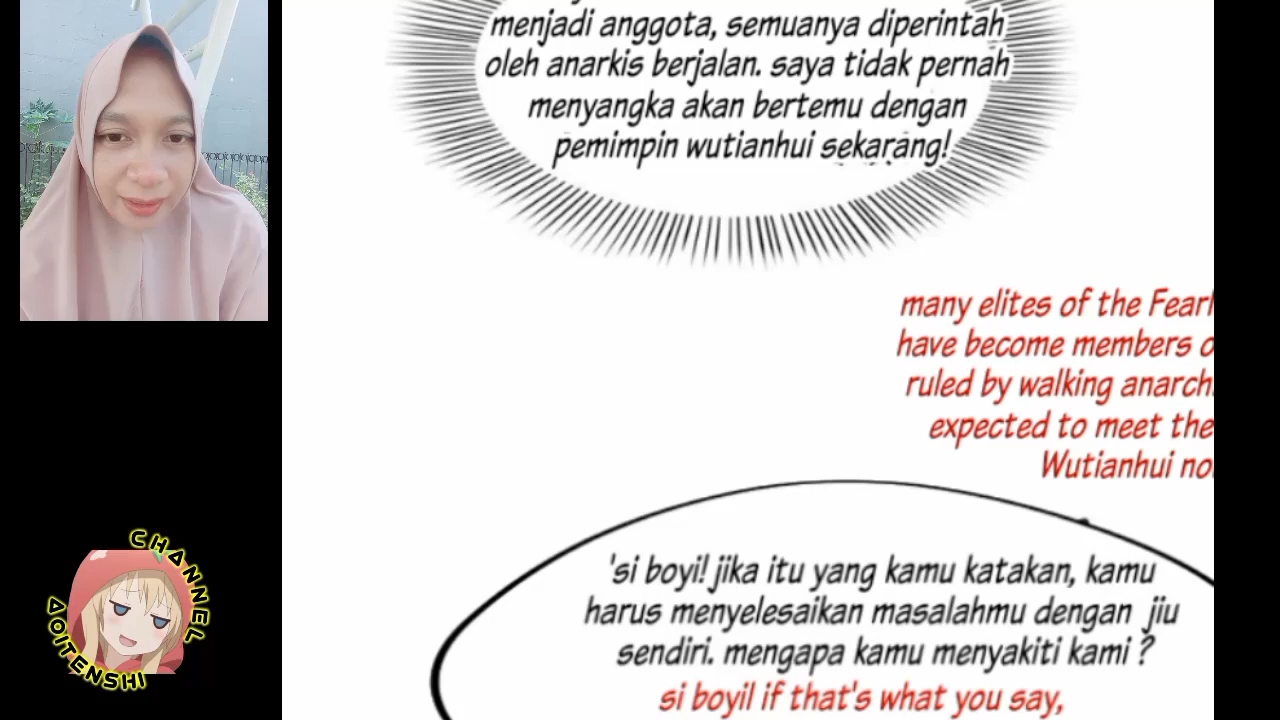 menjadi anggota, semuanya diperintah
oleh anarkis berjalan. saya tidak pernah
menyangka akan bertemu dengan
pemimpin wutianhui sekarang!
many elites of the Fearl
have become members o
ruled by walking anarch
expected to meet the
Wutianhui no
'si boyi! jika itu yang kamu katakan, kamu
harus menyelesaikan masalahmu dengan jiu
sendiri. mengapa kamu menyakiti kami ?
si boyil if that's what you say,
CHANNEL
AOITENSHI